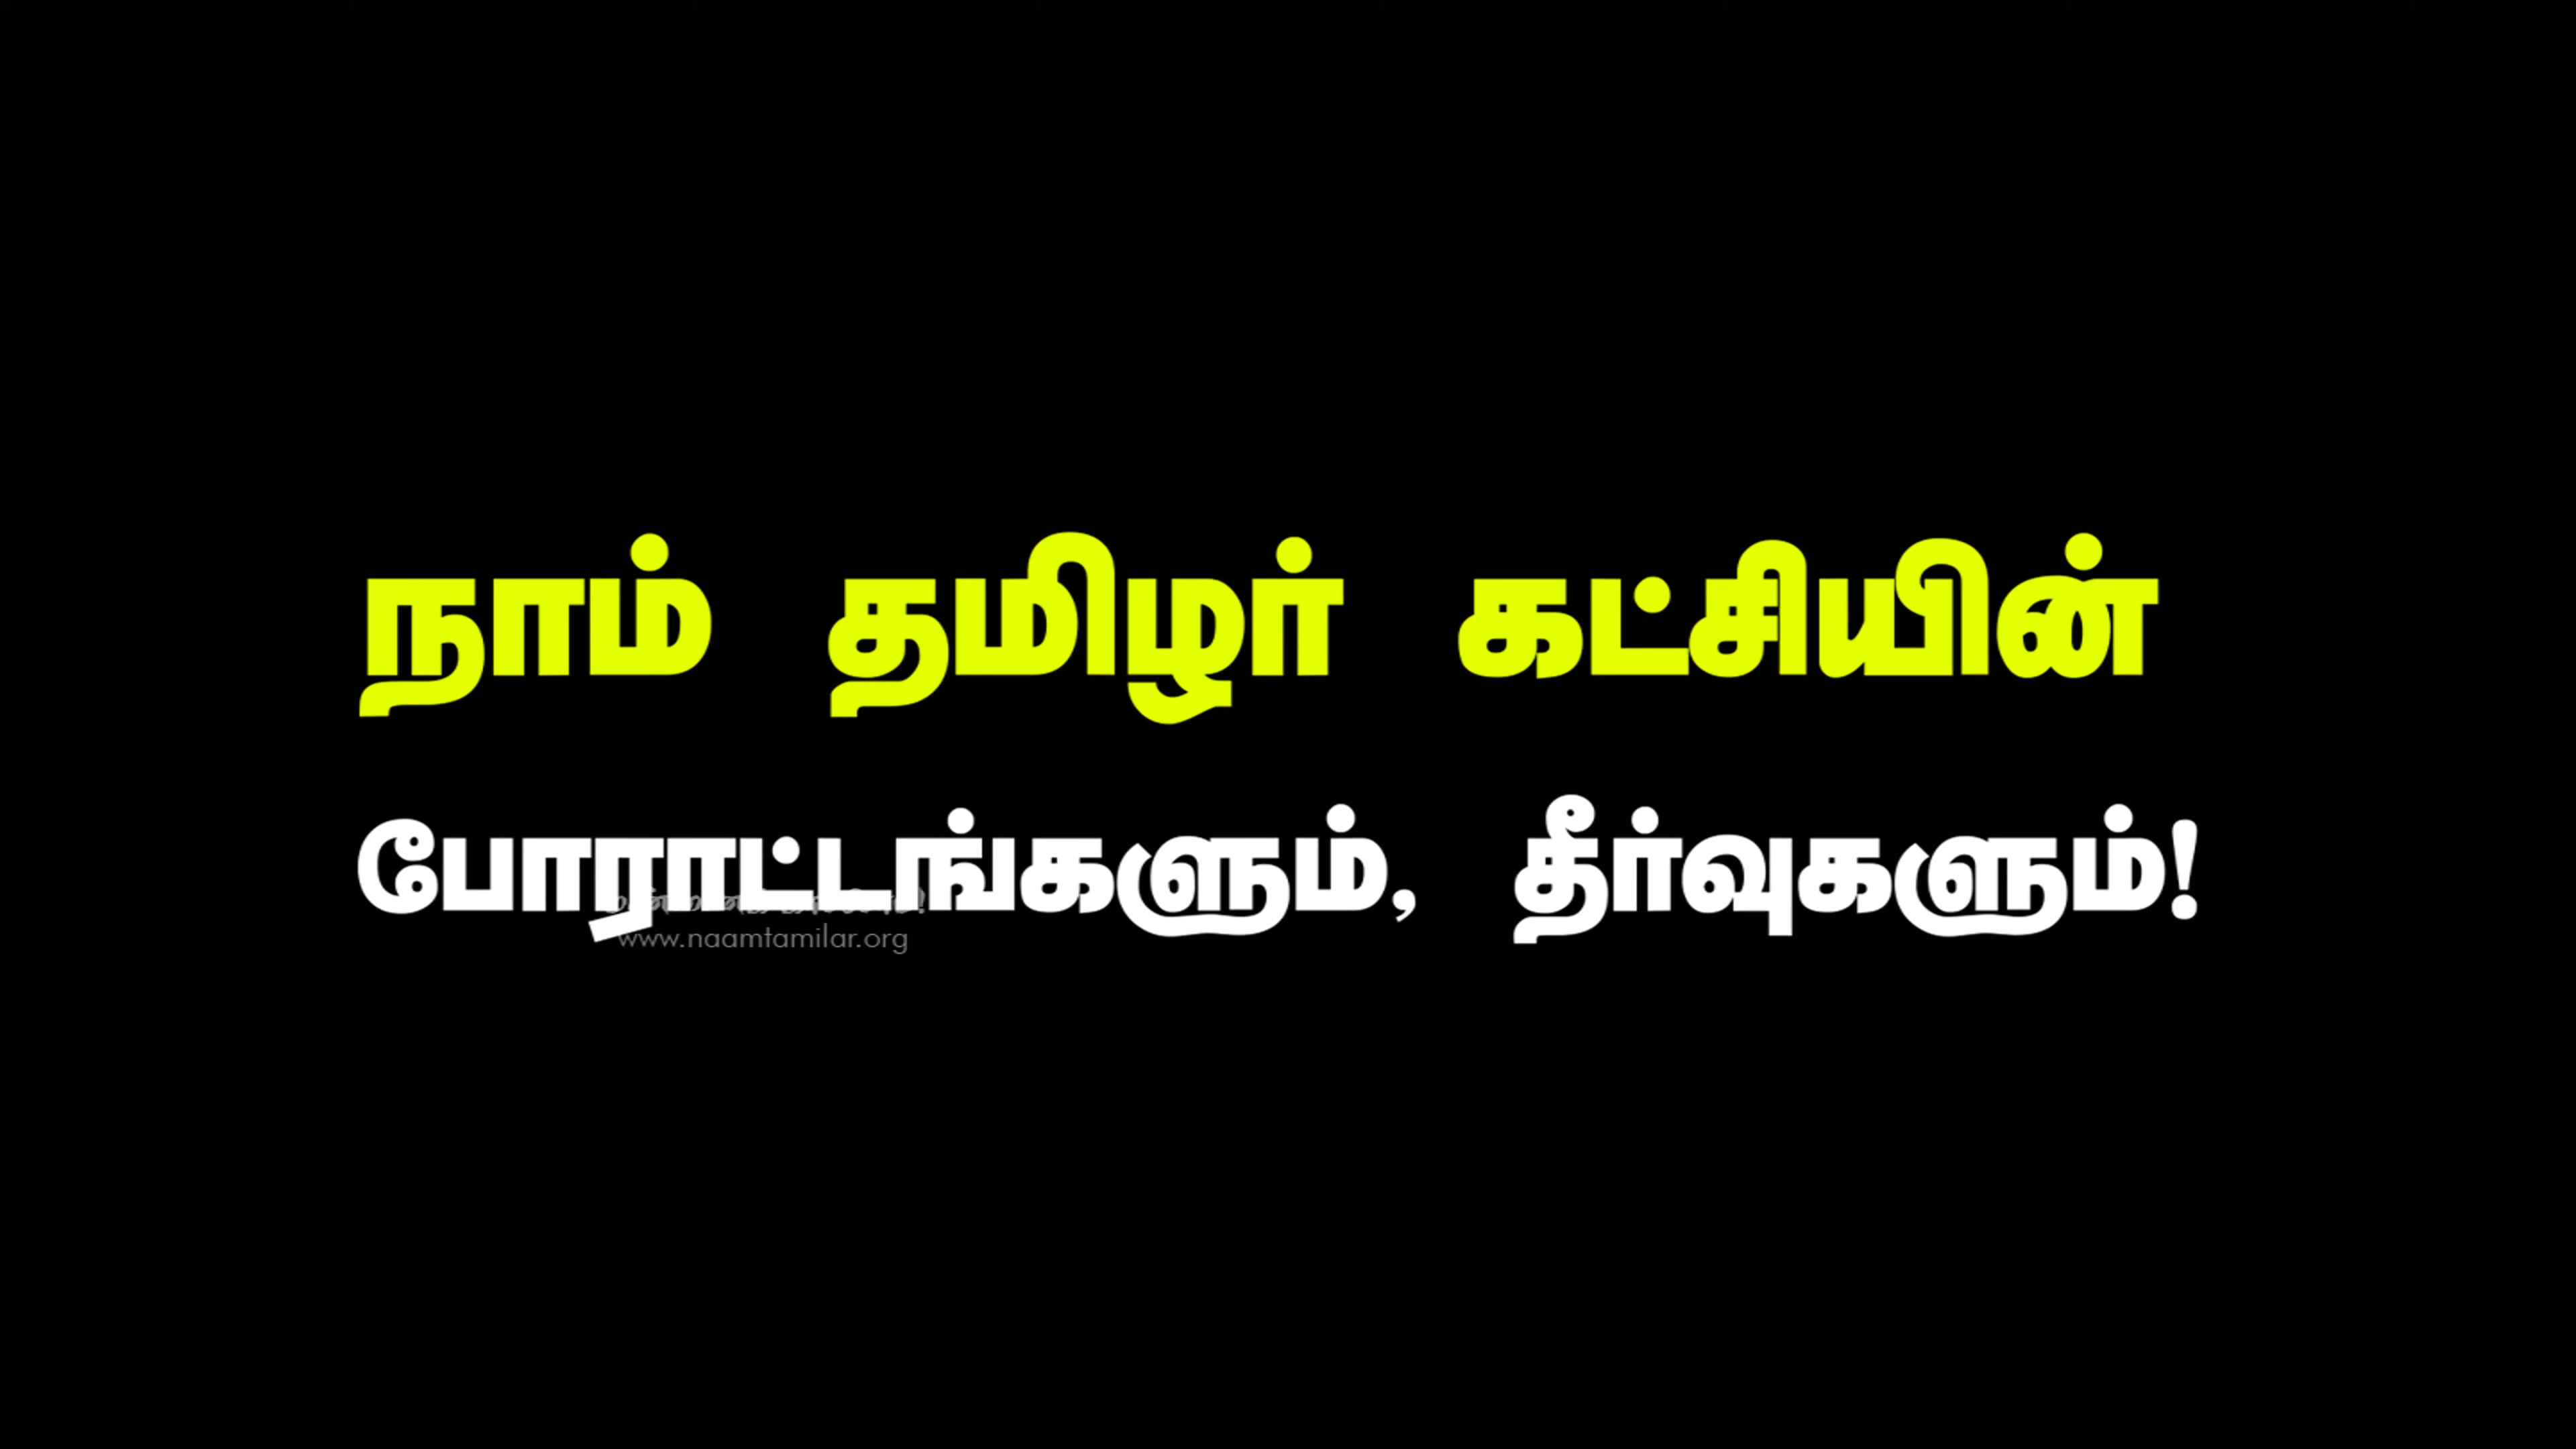 நாம் தமிழர் கட்சியின்
போராட்டங்களும், தீர்வுகளும்!
www.naamtamilar.org